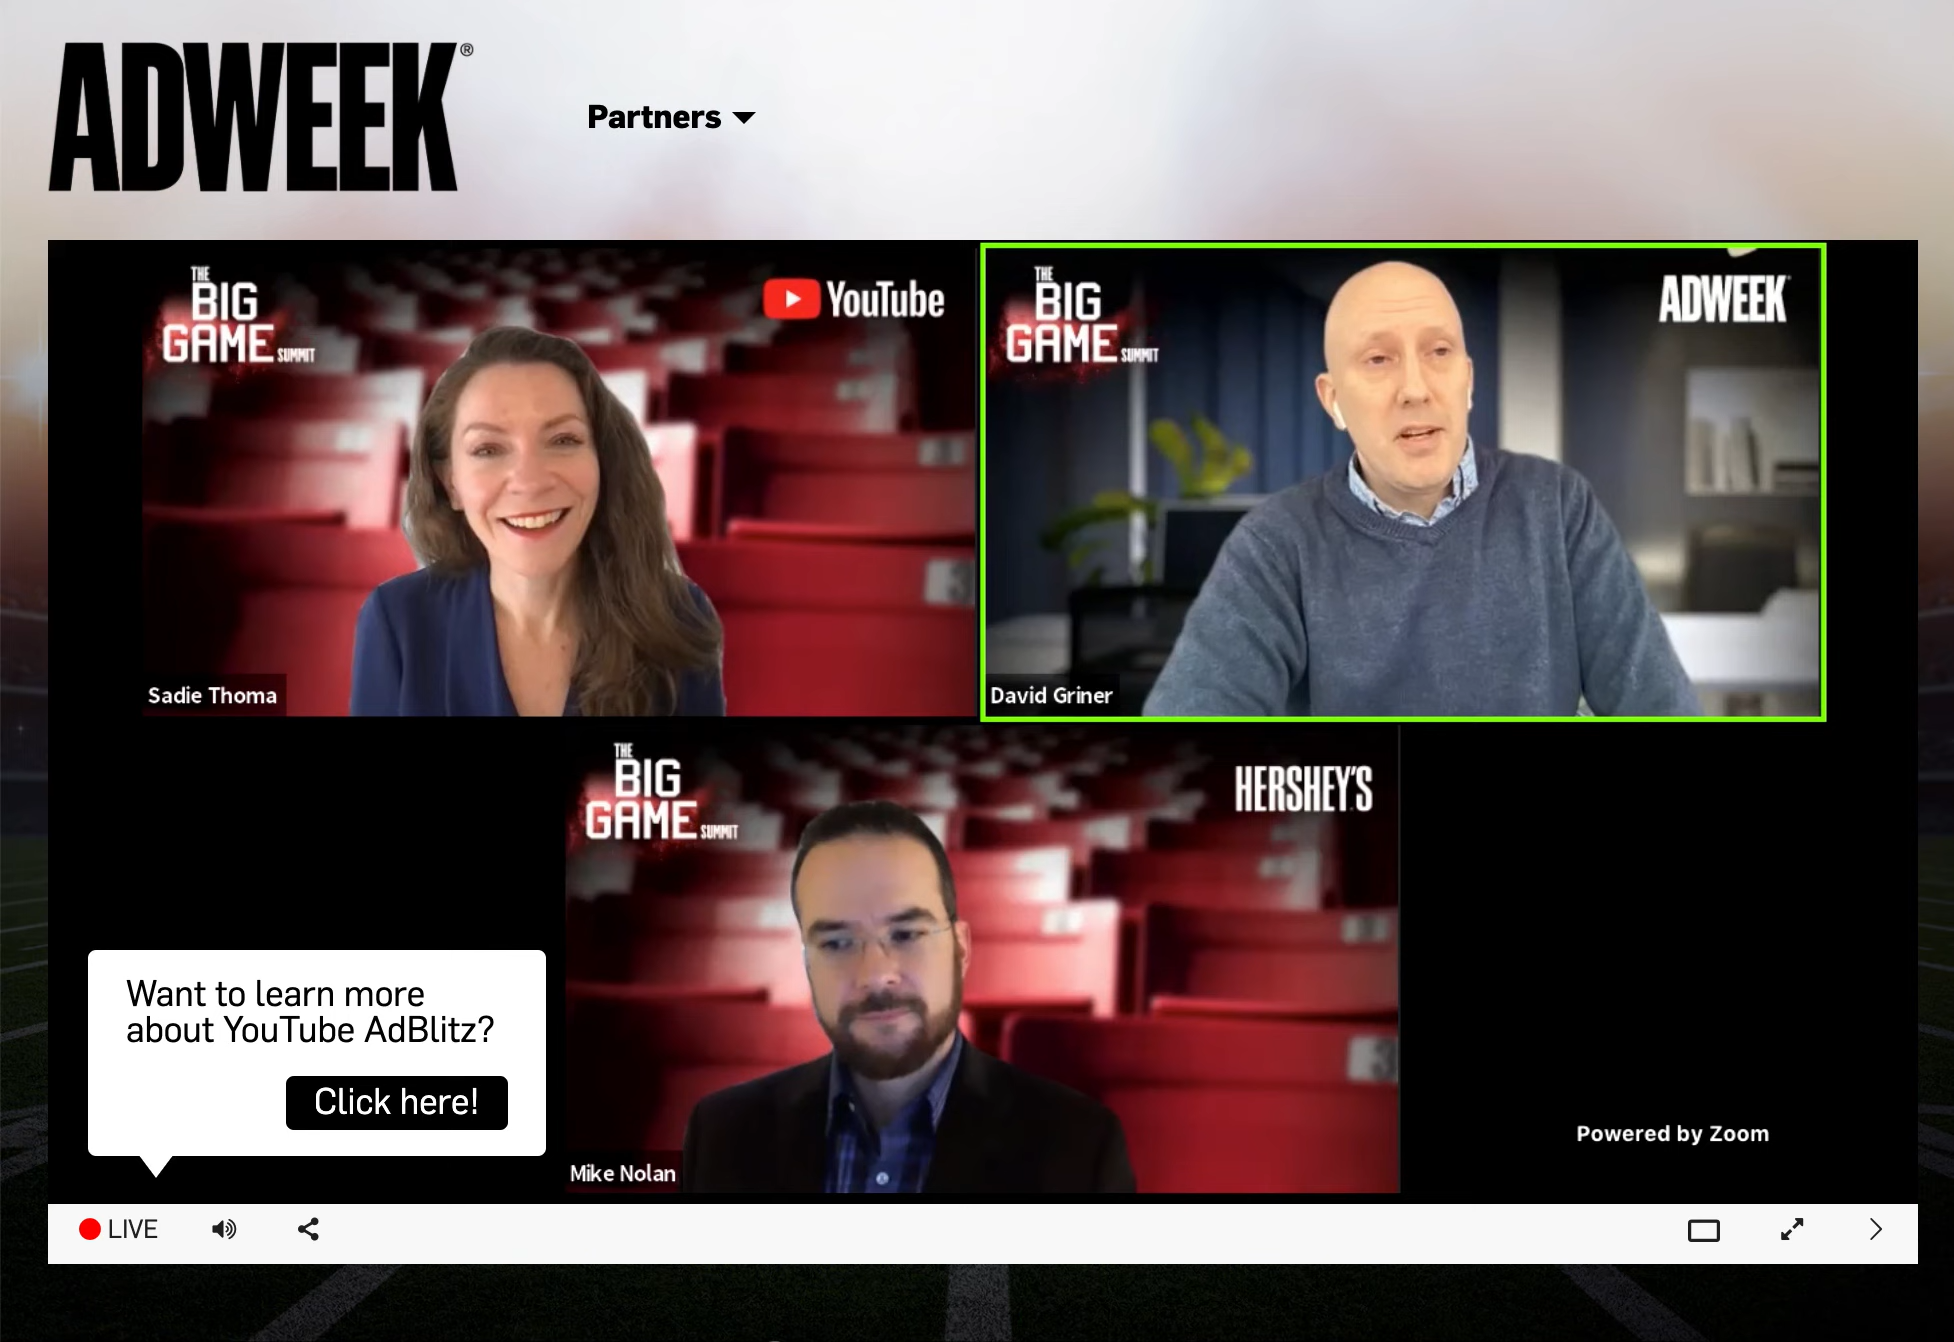 ADWEEK®
Partners
THE
BIG
GAME SUMMIT
YouTube
Sadie Thoma
THE
BIG
GAME SUMMIT
ADWEEK
David Griner
THE
BIG
GAME SUMMIT
HERSHEY'S
Mike Nolan
Want to learn more
about YouTube AdBlitz?
Click here!
Powered by Zoom
LIVE